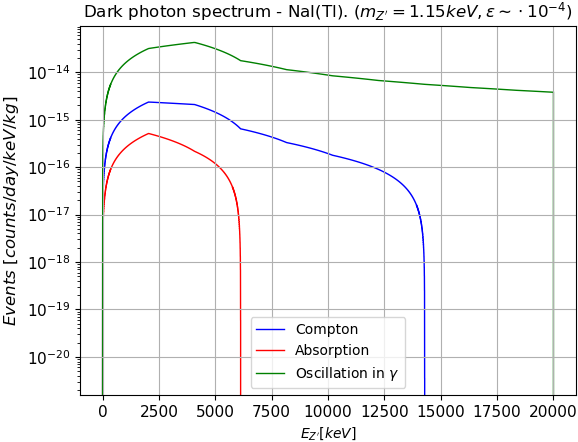 Dark photon spectrum - NaI(Tl). ($m_{Z'} = 1.15keV, \varepsilon \sim \cdot 10^{-4}$)
Events [counts/day/keV/kg]
$10^{-14}$
$10^{-15}$
$10^{-16}$
$10^{-17}$
$10^{-18}$
$10^{-19}$
$10^{-20}$
Compton
Absorption
Oscillation in γ
0 2500 5000 7500 10000 12500 15000 17500 20000
$E_{Z'}[keV]$